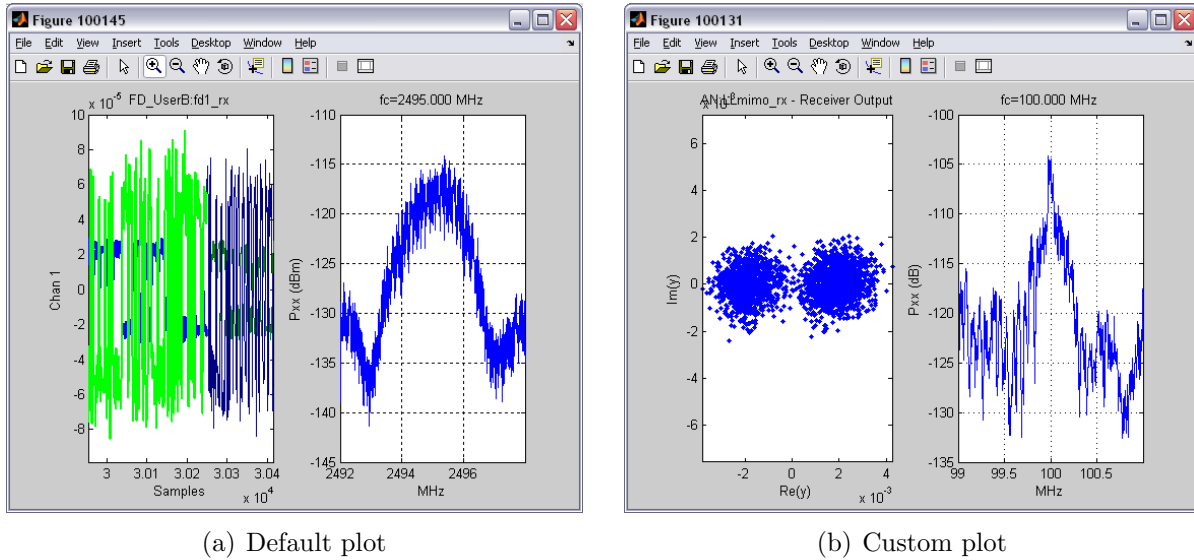 Figure 100145
File Edit View Insert Tools Desktop Window Help
x 10^-5
FD_UserB:fd1_rx
10
8
6
4
2
0
-2
-4
-6
-8
Chan 1
3 3.01 3.02 3.03 3.04
Samples
x 10^4
fc=2495.000 MHz
-110
-115
-120
-125
-130
-135
-140
-145
Pxx (dBm)
2492 2494 2496
MHz
(a) Default plot
Figure 100131
File Edit View Insert Tools Desktop Window Help
mimo_rx - Receiver Output
6
4
2
0
-2
-4
-6
Im(y)
-2 0 2 4
Re(y)
x 10^-3
fc=100.000 MHz
-100
-105
-110
-115
-120
-125
-130
-135
Pxx (dB)
99 99.5 100 100.5
MHz
(b) Custom plot